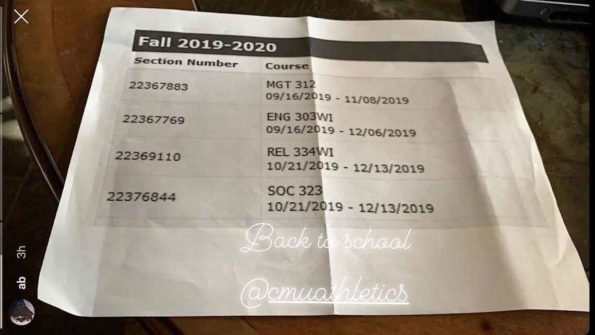 Fall 2019-2020
Section Number Course
22367883 MGT 312
09/16/2019 - 11/08/2019
22367769 ENG 303WI
09/16/2019 - 12/06/2019
22369110 REL 334WI
10/21/2019 - 12/13/2019
22376844 SOC 323
10/21/2019 - 12/13/2019
Back to school
@cmuathletics
ab 3h